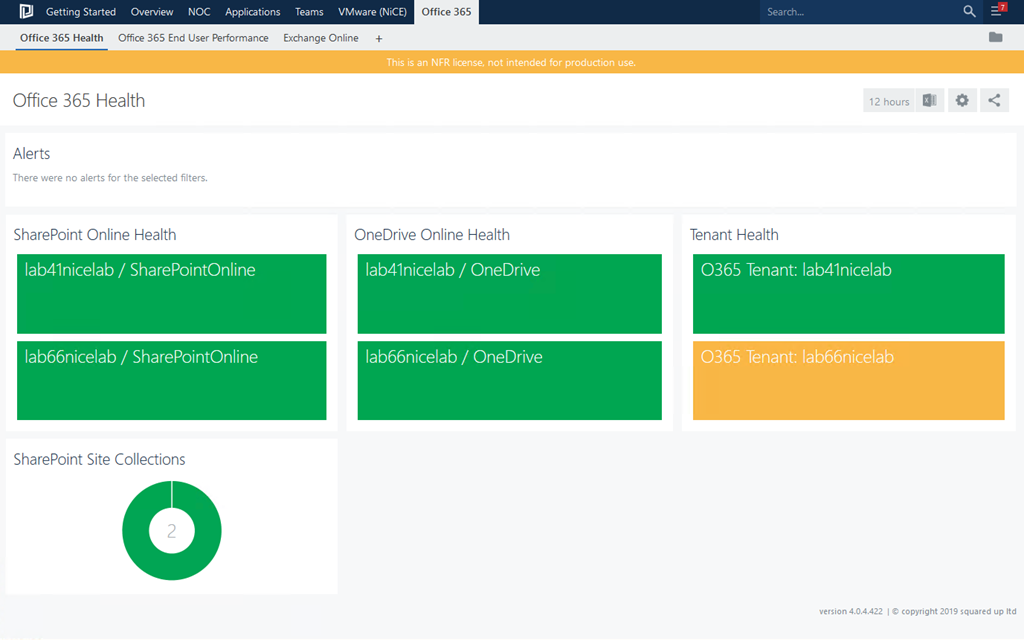 Getting Started Overview NOC Applications Teams VMware (NiCE) Office 365 Search... 7
Office 365 Health Office 365 End User Performance Exchange Online +
This is an NFR license, not intended for production use.
Office 365 Health 12 hours
Alerts
There were no alerts for the selected filters.
SharePoint Online Health OneDrive Online Health Tenant Health
lab41nicelab / SharePointOnline lab41nicelab / OneDrive O365 Tenant: lab41nicelab
lab66nicelab / SharePointOnline lab66nicelab / OneDrive O365 Tenant: lab66nicelab
SharePoint Site Collections
2
version 4.0.4.422 | © copyright 2019 squared up ltd